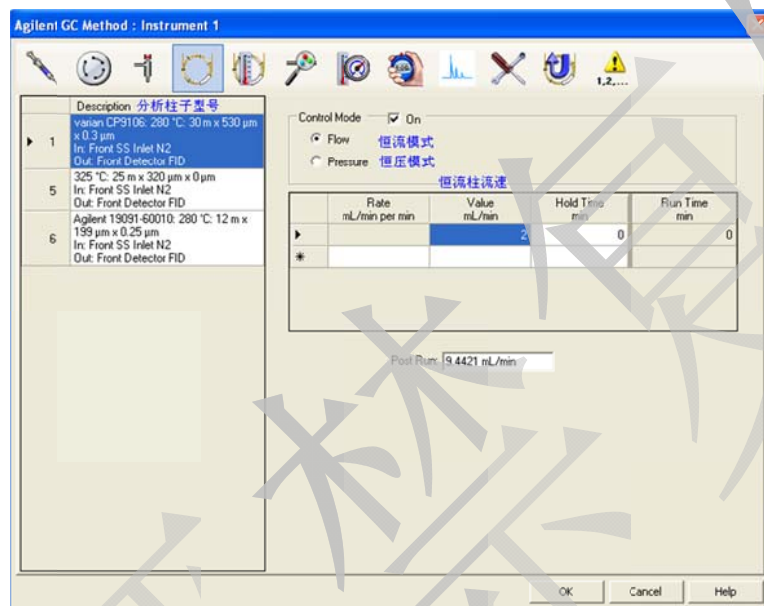 Agilent GC Method : Instrument 1
1,2,...
Description 分析柱子型号
1
varian CP9106: 280 °C: 30 m x 530 µm
x 0.3 µm
In: Front SS Inlet N2
Out: Front Detector FID
5
325 °C: 25 m x 320 µm x 0 µm
In: Front SS Inlet N2
Out: Front Detector FID
6
Agilent 19091-60010: 280 °C: 12 m x
199 µm x 0.25 µm
In: Front SS Inlet N2
Out: Front Detector FID
Control Mode On
Flow 恒流模式
Pressure 恒压模式
恒流柱流速
Rate Value Hold Time Run Time
mL/min per min mL/min min min
2 0 0
*
Post Run: 9.4421 mL/min
OK Cancel Help